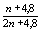 n + 4,8
2n + 4,8